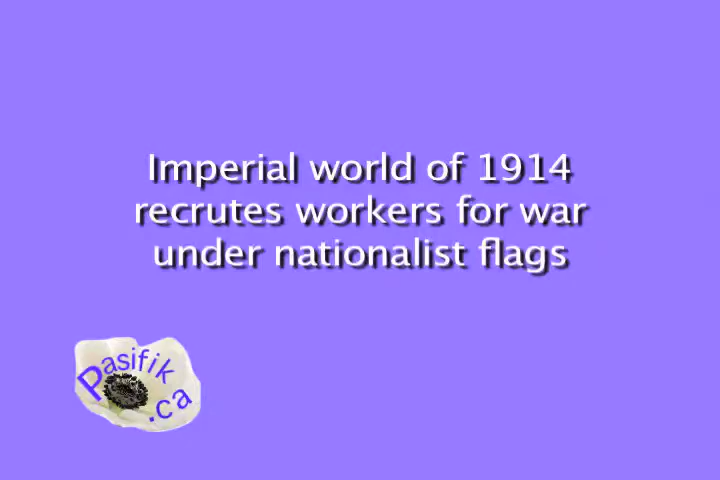 Imperial world of 1914
recrutes workers for war
under nationalist flags
Pasifik
.ca